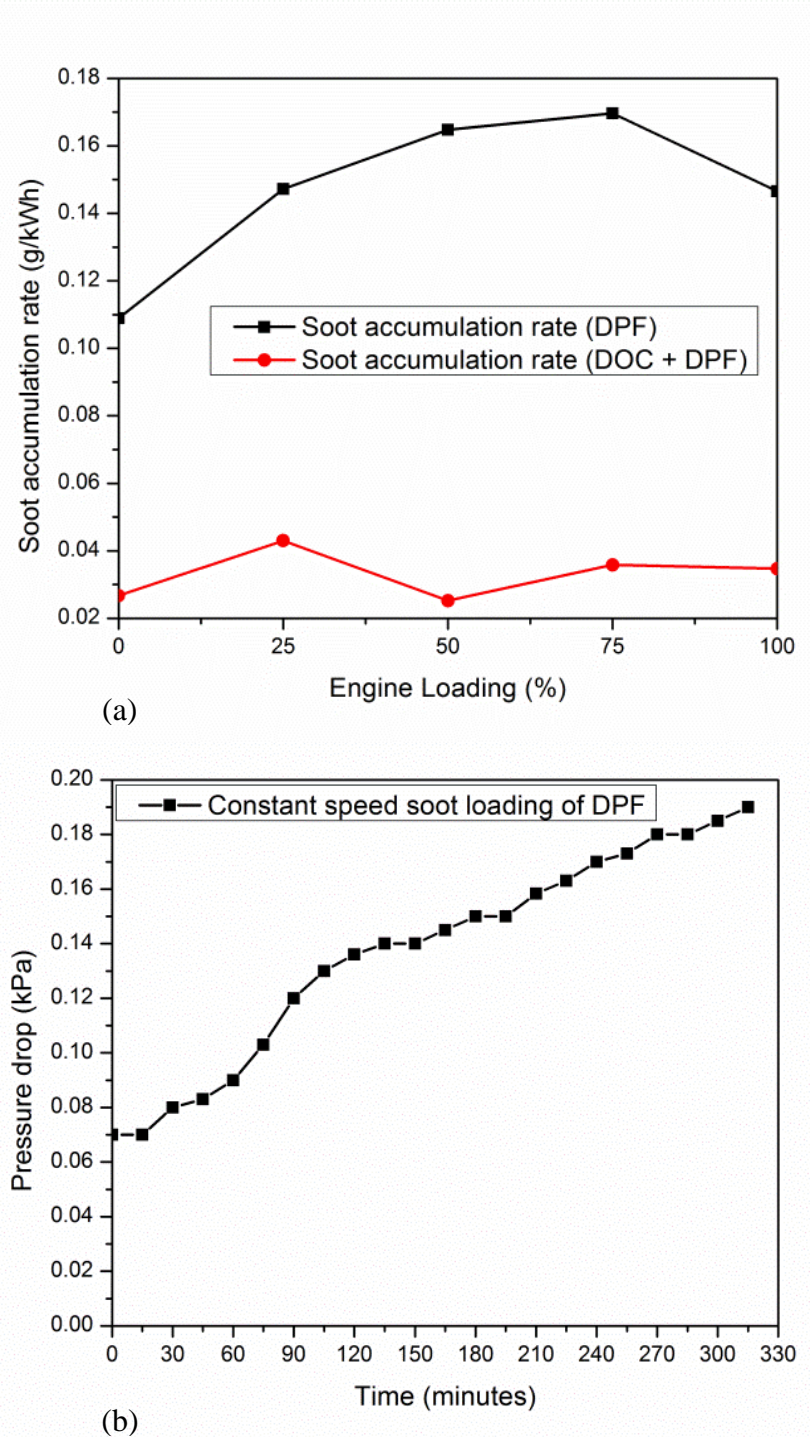 0.18
0.16
0.14
0.12
0.10
0.08
0.06
0.04
0.02
Soot accumulation rate (g/kWh)
Soot accumulation rate (DPF)
Soot accumulation rate (DOC + DPF)
0 25 50 75 100
Engine Loading (%)
(a)
0.20
0.18
0.16
0.14
0.12
0.10
0.08
0.06
0.04
0.02
0.00
Pressure drop (kPa)
Constant speed soot loading of DPF
0 30 60 90 120 150 180 210 240 270 300 330
Time (minutes)
(b)